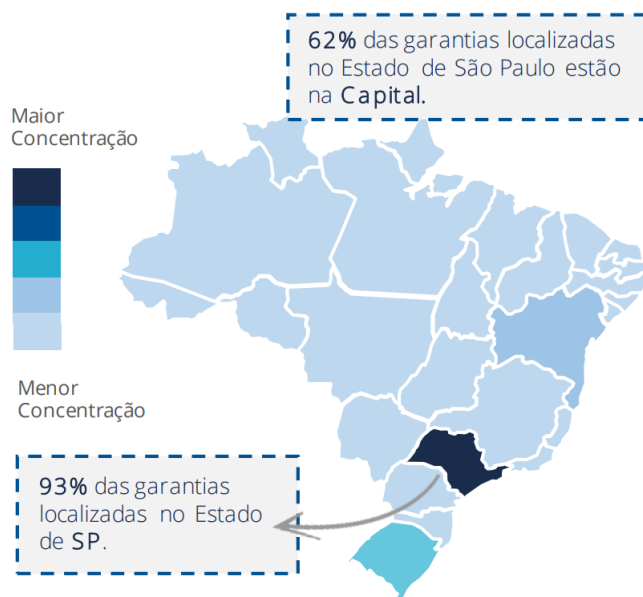 62% das garantias localizadas
no Estado de São Paulo estão
na Capital.
Maior
Concentração
Menor
Concentração
93% das garantias
localizadas no Estado
de SP.